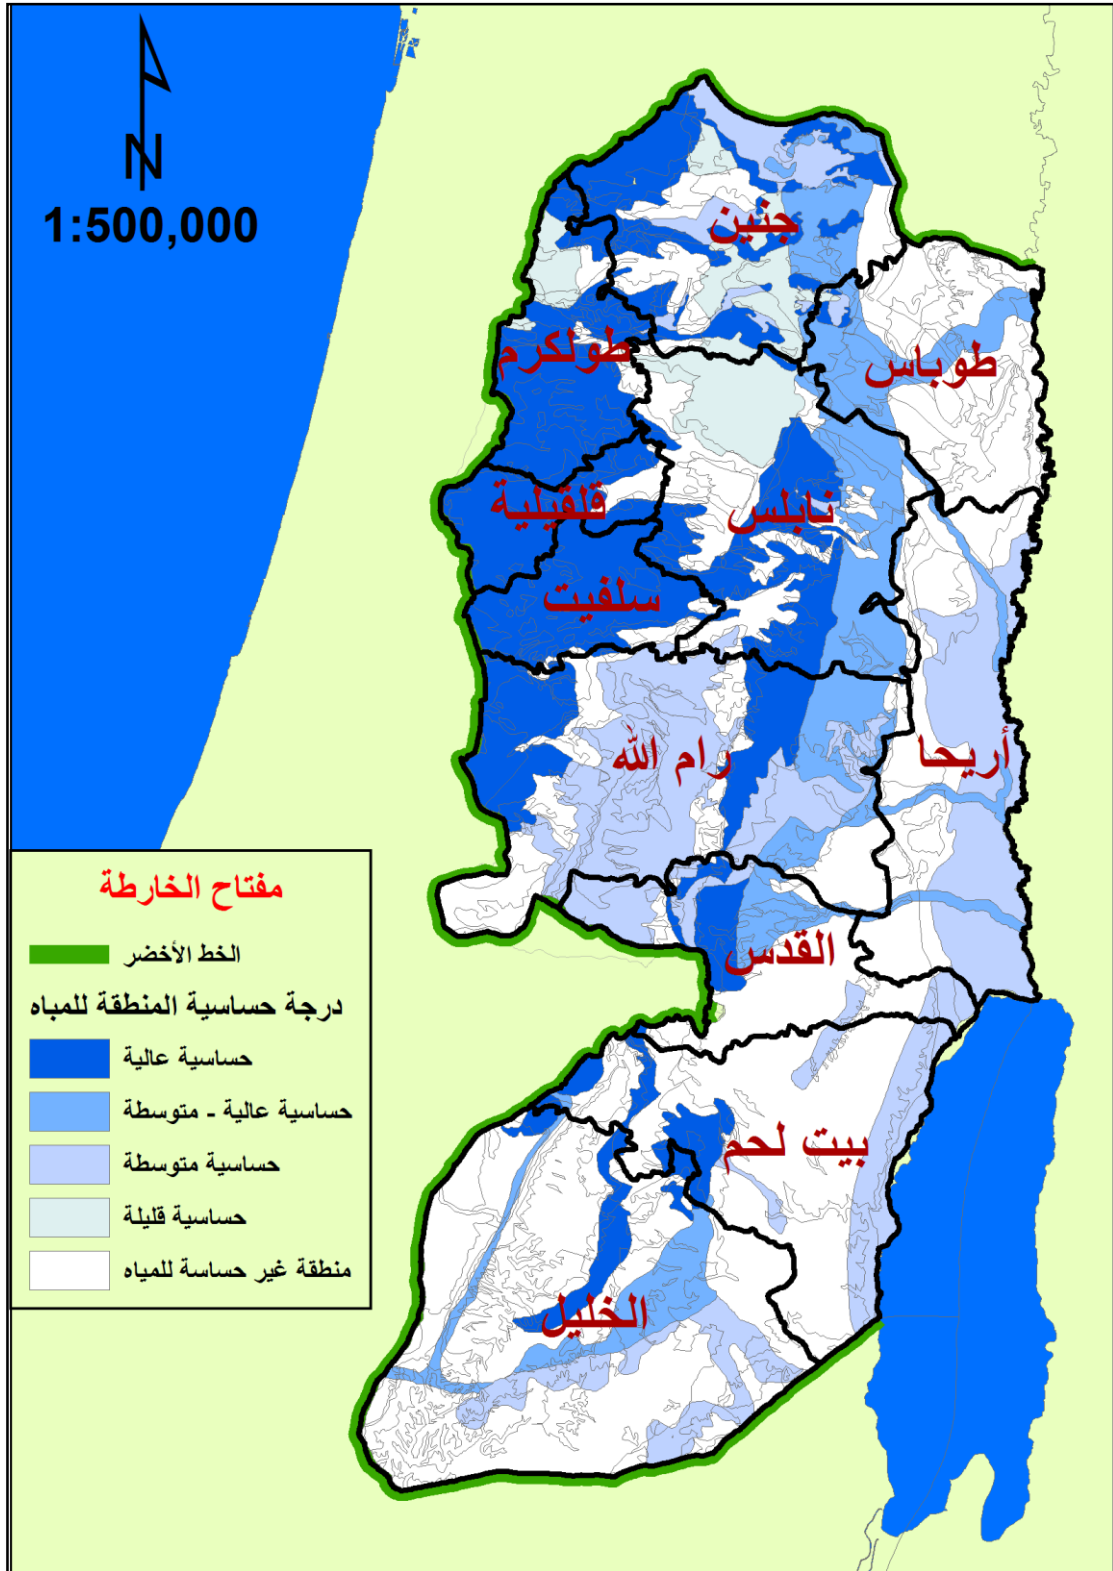 N
1:500,000
جنين
طولكرم
طوباس
قلقيلية
نابلس
سلفيت
رام الله
أريحا
القدس
بيت لحم
الخليل
مفتاح الخارطة
الخط الأخضر
درجة حساسية المنطقة للمياه
حساسية عالية
حساسية عالية - متوسطة
حساسية متوسطة
حساسية قليلة
منطقة غير حساسة للمياه